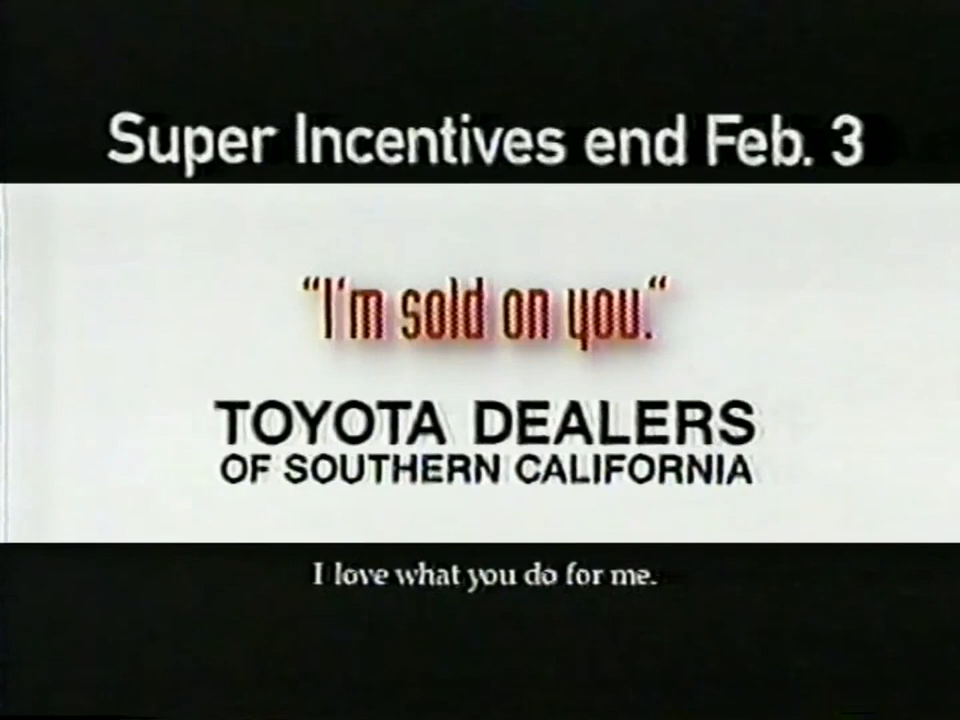 Super Incentives end Feb. 3
“I'm sold on you.“
TOYOTA DEALERS
OF SOUTHERN CALIFORNIA
I love what you do for me.